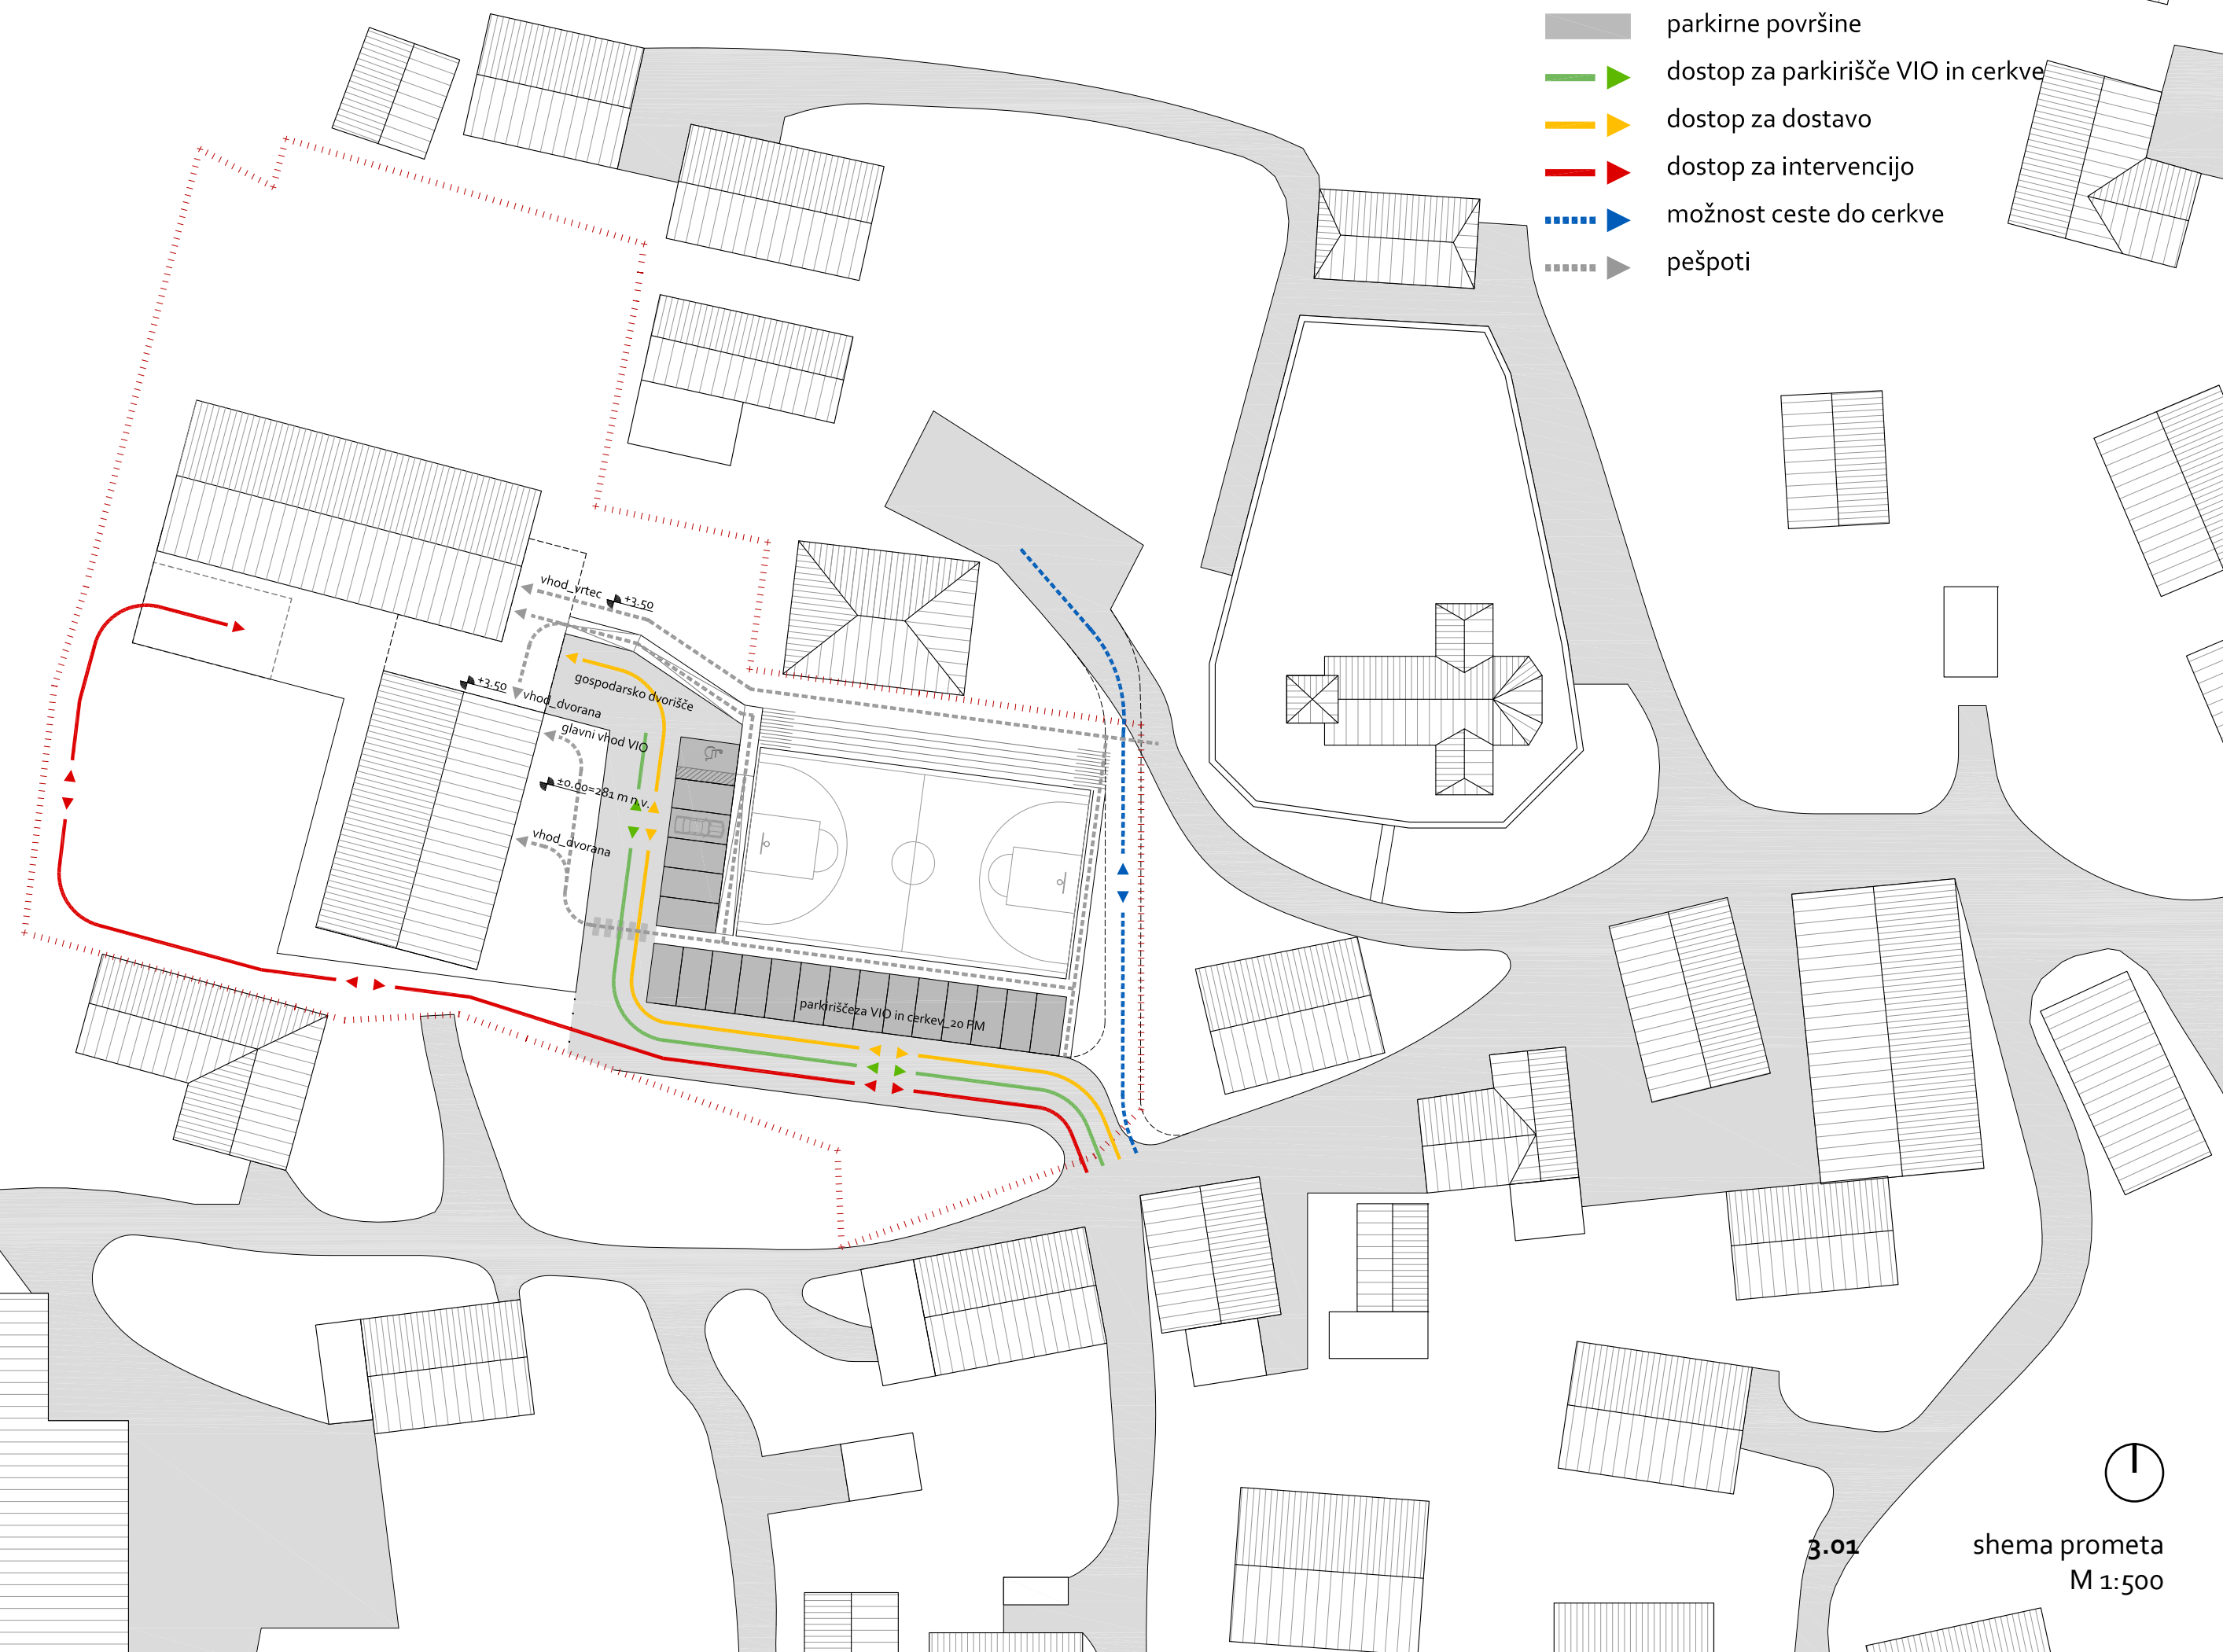 parkirne površine
dostop za parkirišče VIO in cerkve
dostop za dostavo
dostop za intervencijo
možnost ceste do cerkve
pešpoti
vhod_vrtec
+3.50
+3.50
gospodarsko dvorišče
vhod_dvorana
glavni vhod VIO
±0.00=281 m n.v.
vhod_dvorana
parkiriščeza VIO in cerkev_20 PM
3.01
shema prometa
M 1:500